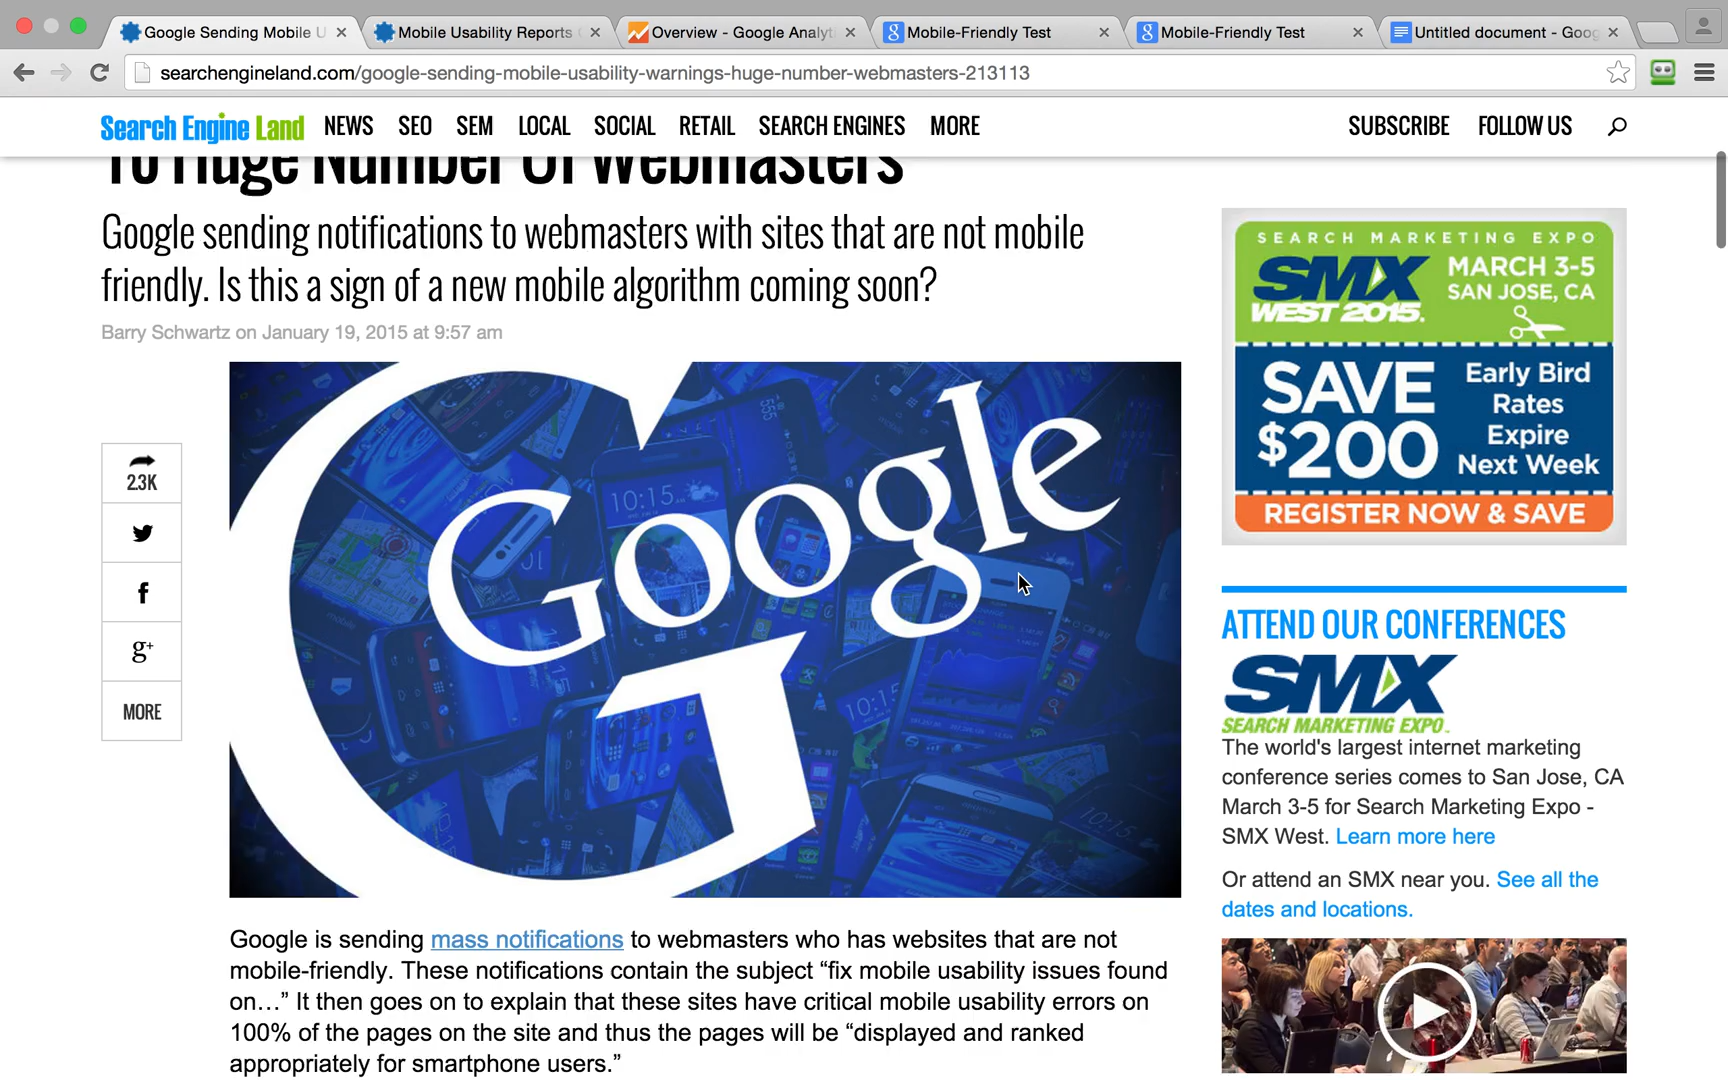 Google Sending Mobile U
Mobile Usability Reports
Overview - Google Analyt
Mobile-Friendly Test
Mobile-Friendly Test
Untitled document - Goog
searchengineland.com/google-sending-mobile-usability-warnings-huge-number-webmasters-213113
Search Engine Land
NEWS
SEO
SEM
LOCAL
SOCIAL
RETAIL
SEARCH ENGINES
MORE
SUBSCRIBE
FOLLOW US
To Huge Number Of Webmasters
Google sending notifications to webmasters with sites that are not mobile
friendly. Is this a sign of a new mobile algorithm coming soon?
Barry Schwartz on January 19, 2015 at 9:57 am
2.3K
f
g+
MORE
Google
10:15
10:15
SEARCH MARKETING EXPO
SMX
WEST 2015.
MARCH 3-5
SAN JOSE, CA
SAVE
$200
Early Bird
Rates
Expire
Next Week
REGISTER NOW & SAVE
ATTEND OUR CONFERENCES
SMX
SEARCH MARKETING EXPO
The world's largest internet marketing
conference series comes to San Jose, CA
March 3-5 for Search Marketing Expo -
SMX West. Learn more here
Or attend an SMX near you. See all the
dates and locations.
Google is sending mass notifications to webmasters who has websites that are not
mobile-friendly. These notifications contain the subject “fix mobile usability issues found
on…” It then goes on to explain that these sites have critical mobile usability errors on
100% of the pages on the site and thus the pages will be “displayed and ranked
appropriately for smartphone users.”